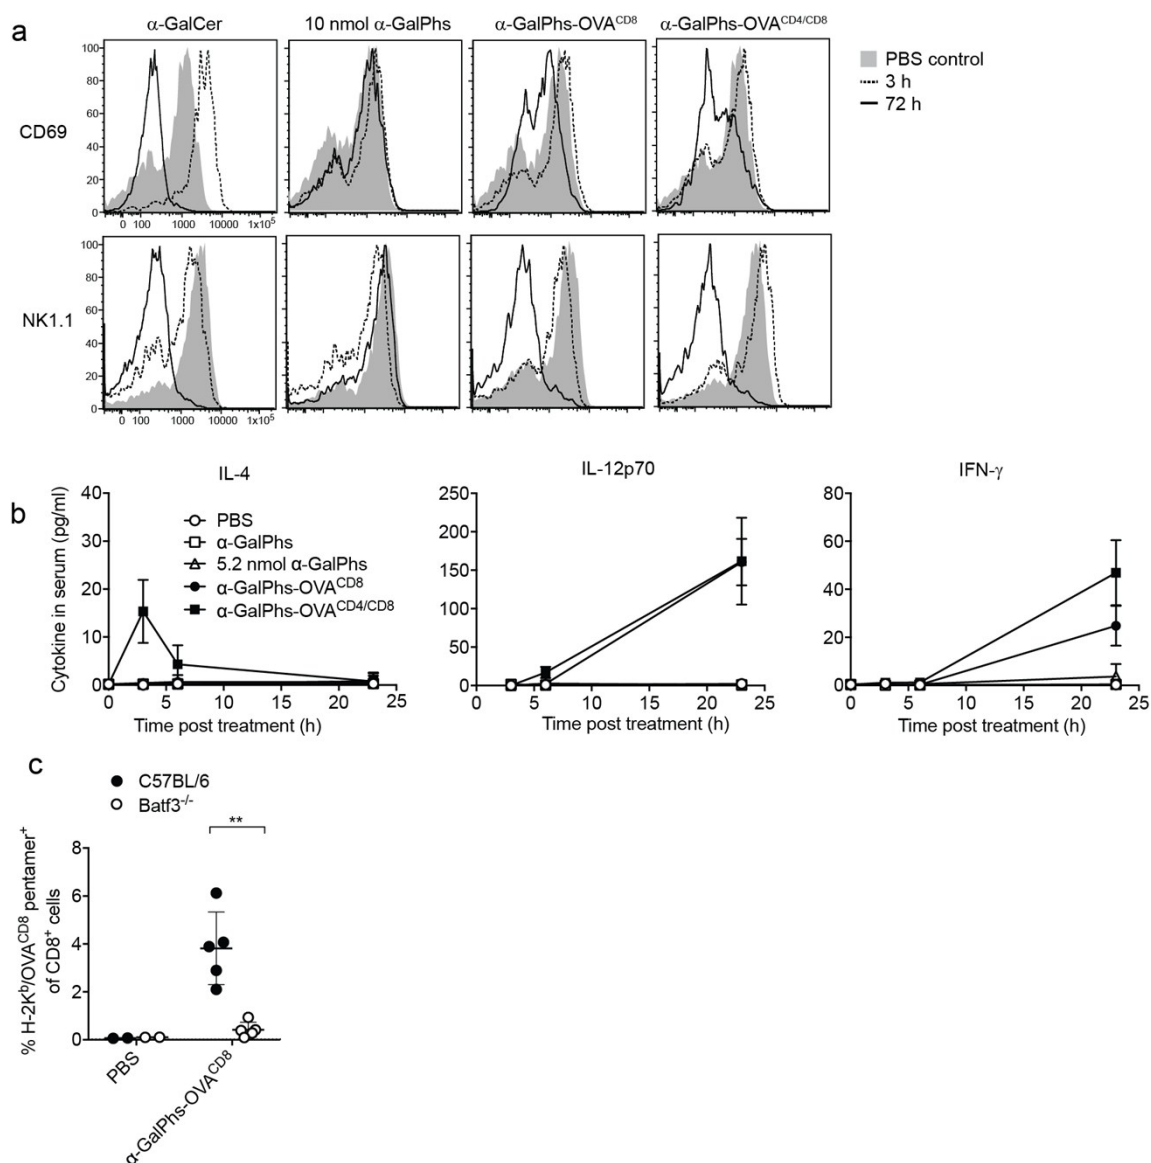 a
α-GalCer
10 nmol α-GalPhs
α-GalPhs-OVA^CD8
α-GalPhs-OVA^CD4/CD8
PBS control
3 h
72 h
CD69
100
80
60
40
20
0
0 100 1000 10000 1x10^5
NK1.1
100
80
60
40
20
0
0 100 1000 10000 1x10^5
b
IL-4
Cytokine in serum (pg/ml)
40
30
20
10
0
PBS
α-GalPhs
5.2 nmol α-GalPhs
α-GalPhs-OVA^CD8
α-GalPhs-OVA^CD4/CD8
0 5 10 15 20 25
Time post treatment (h)
IL-12p70
250
200
150
100
50
0
0 5 10 15 20 25
Time post treatment (h)
IFN-γ
80
60
40
20
0
0 5 10 15 20 25
Time post treatment (h)
c
C57BL/6
Batf3^-/-
**
% H-2K^b/OVA^CD8 pentamer^+
of CD8^+ cells
8
6
4
2
0
PBS
α-GalPhs-OVA^CD8